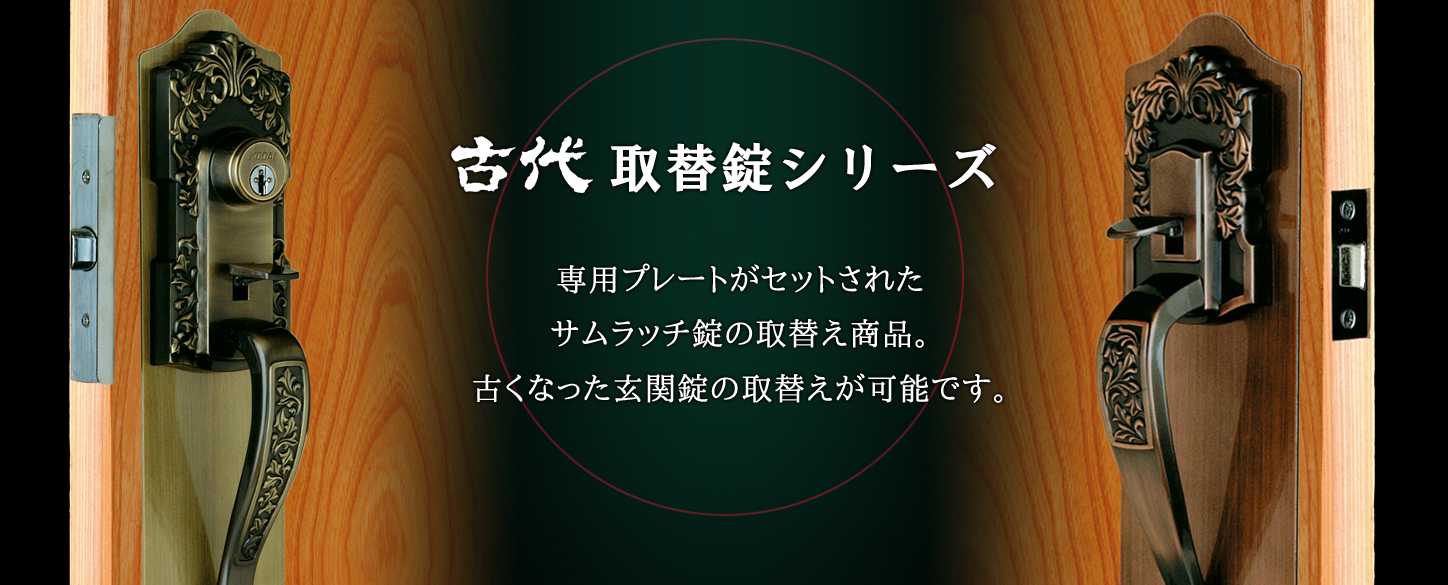 古代 取替錠シリーズ
専用プレートがセットされた
サムラッチ錠の取替え商品。
古くなった玄関錠の取替えが可能です。